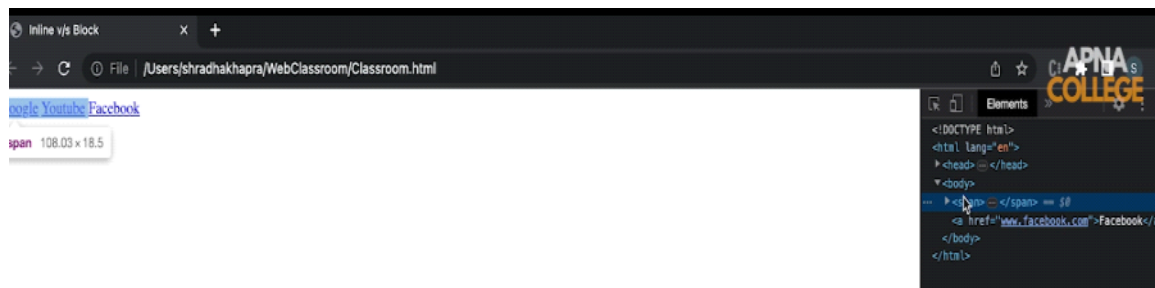 Inline v/s Block
File /Users/shradhakhapra/WebClassroom/Classroom.html
APNA
COLLEGE
oogle Youtube Facebook
span 108.03 × 18.5
Elements
<!DOCTYPE html>
<html lang="en">
<head> … </head>
<body>
… <span> … </span> == $0
<a href="www.facebook.com">Facebook</
</body>
</html>